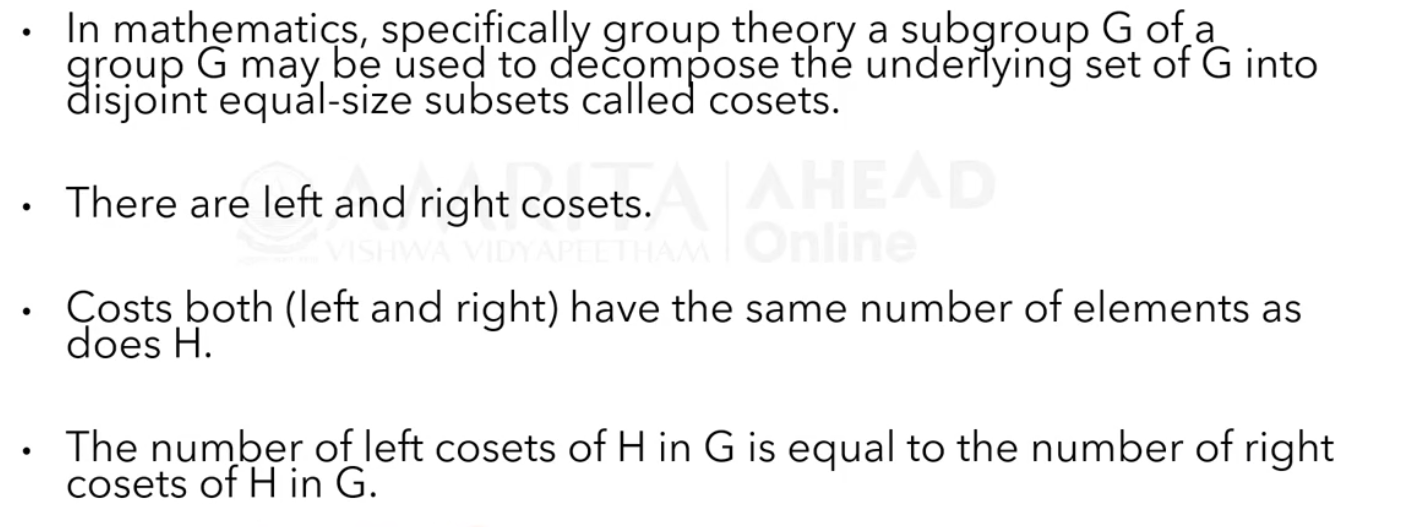 • In mathematics, specifically group theory a subgroup G of a
group G may be used to decompose the underlying set of G into
disjoint equal-size subsets called cosets.
• There are left and right cosets.
AMRITA AHEAD
VISHWA VIDYAPEETHAM Online
• Costs both (left and right) have the same number of elements as
does H.
• The number of left cosets of H in G is equal to the number of right
cosets of H in G.